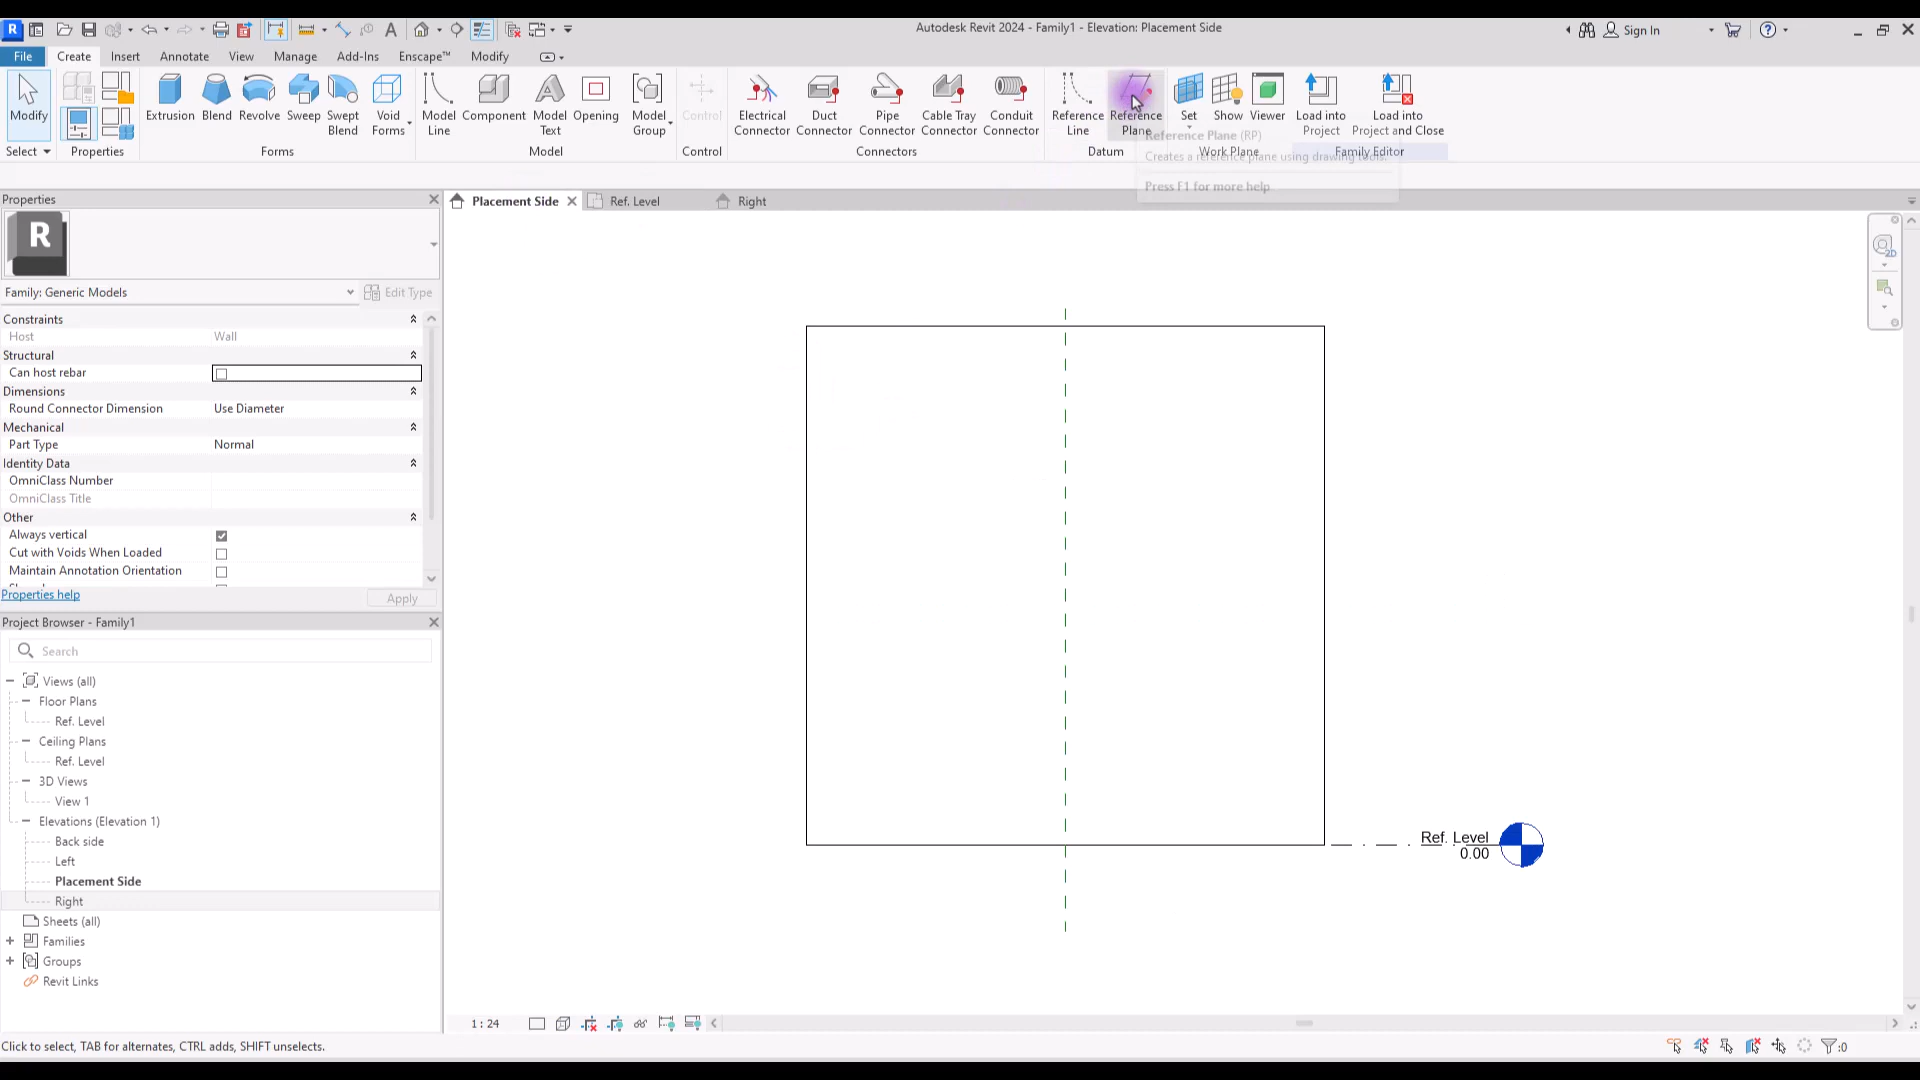 Autodesk Revit 2024 - Family1 - Elevation: Placement Side
Sign In
File Create Insert Annotate View Manage Add-Ins Enscape™ Modify
Modify
Extrusion
Blend
Revolve
Sweep
Swept
Blend
Void
Forms
Model
Line
Component
Model
Text
Opening
Model
Group
Control
Electrical
Connector
Duct
Connector
Pipe
Connector
Cable Tray
Connector
Conduit
Connector
Reference
Line
Reference
Plane
Set
Show
Viewer
Load into
Project
Load into
Project and Close
Select
Properties
Forms
Model
Control
Connectors
Datum
Work Plane
Family Editor
Reference Plane (RP)
Creates a reference plane using drawing tools.
Press F1 for more help
Properties
Placement Side
Ref. Level
Right
R
Family: Generic Models
Edit Type
Constraints
Host Wall
Structural
Can host rebar
Dimensions
Round Connector Dimension Use Diameter
Mechanical
Part Type Normal
Identity Data
OmniClass Number
OmniClass Title
Other
Always vertical
Cut with Voids When Loaded
Maintain Annotation Orientation
Properties help
Apply
Project Browser - Family1
Search
Views (all)
Floor Plans
Ref. Level
Ceiling Plans
Ref. Level
3D Views
View 1
Elevations (Elevation 1)
Back side
Left
Placement Side
Right
Sheets (all)
Families
Groups
Revit Links
Ref. Level
0.00
2D
1 : 24
Click to select, TAB for alternates, CTRL adds, SHIFT unselects.
:0